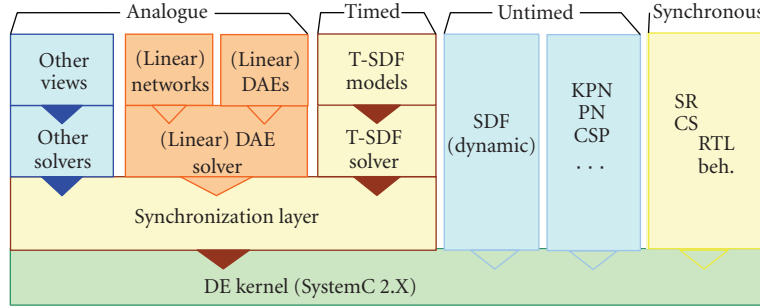 Analogue
Timed
Untimed
Synchronous
Other
views
(Linear)
networks
(Linear)
DAEs
T-SDF
models
Other
solvers
(Linear) DAE
solver
T-SDF
solver
SDF
(dynamic)
KPN
PN
CSP
. . .
SR
CS
RTL
beh.
Synchronization layer
DE kernel (SystemC 2.X)